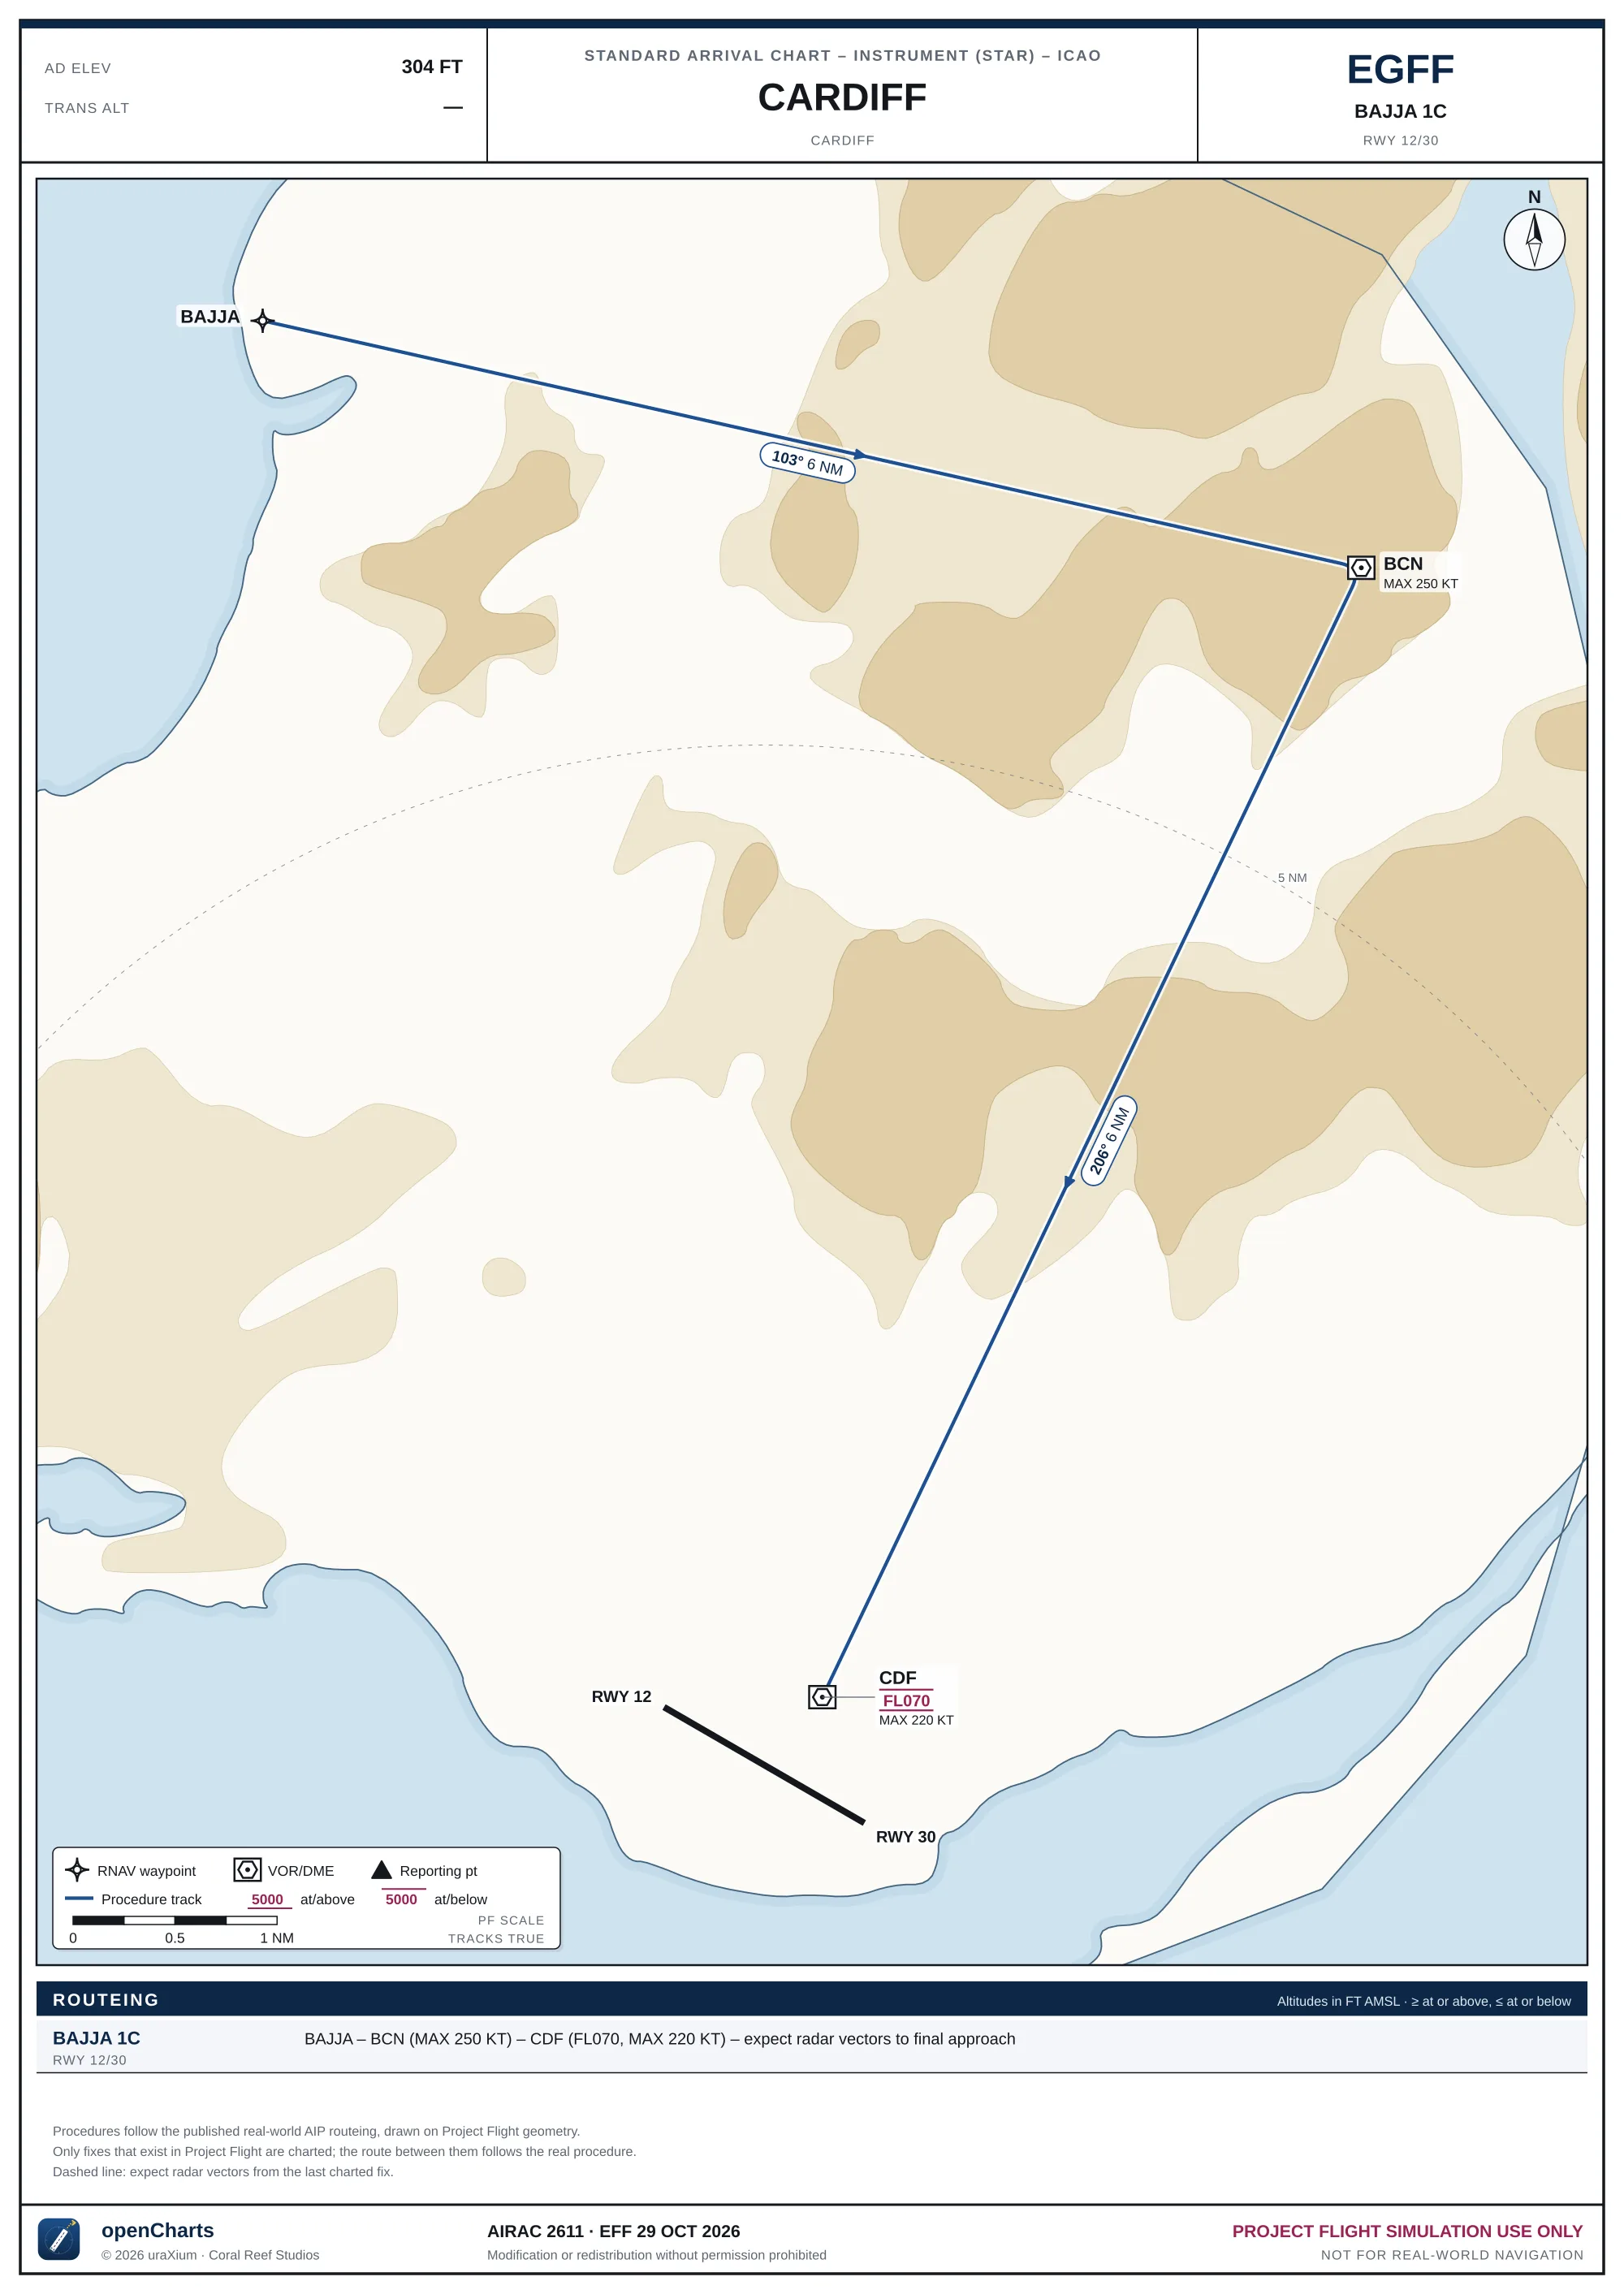 AD ELEV 304 FT
TRANS ALT —
STANDARD ARRIVAL CHART – INSTRUMENT (STAR) – ICAO
CARDIFF
CARDIFF
EGFF
BAJJA 1C
RWY 12/30
N
BAJJA
103° 6 NM
BCN
MAX 250 KT
5 NM
206° 6 NM
CDF
FL070
MAX 220 KT
RWY 12
RWY 30
RNAV waypoint VOR/DME Reporting pt
Procedure track 5000 at/above 5000 at/below
PF SCALE
0 0.5 1 NM TRACKS TRUE
ROUTEING Altitudes in FT AMSL · ≥ at or above, ≤ at or below
BAJJA 1C BAJJA – BCN (MAX 250 KT) – CDF (FL070, MAX 220 KT) – expect radar vectors to final approach
RWY 12/30
Procedures follow the published real-world AIP routeing, drawn on Project Flight geometry.
Only fixes that exist in Project Flight are charted; the route between them follows the real procedure.
Dashed line: expect radar vectors from the last charted fix.
openCharts AIRAC 2611 · EFF 29 OCT 2026 PROJECT FLIGHT SIMULATION USE ONLY
© 2026 uraXium · Coral Reef Studios Modification or redistribution without permission prohibited NOT FOR REAL-WORLD NAVIGATION